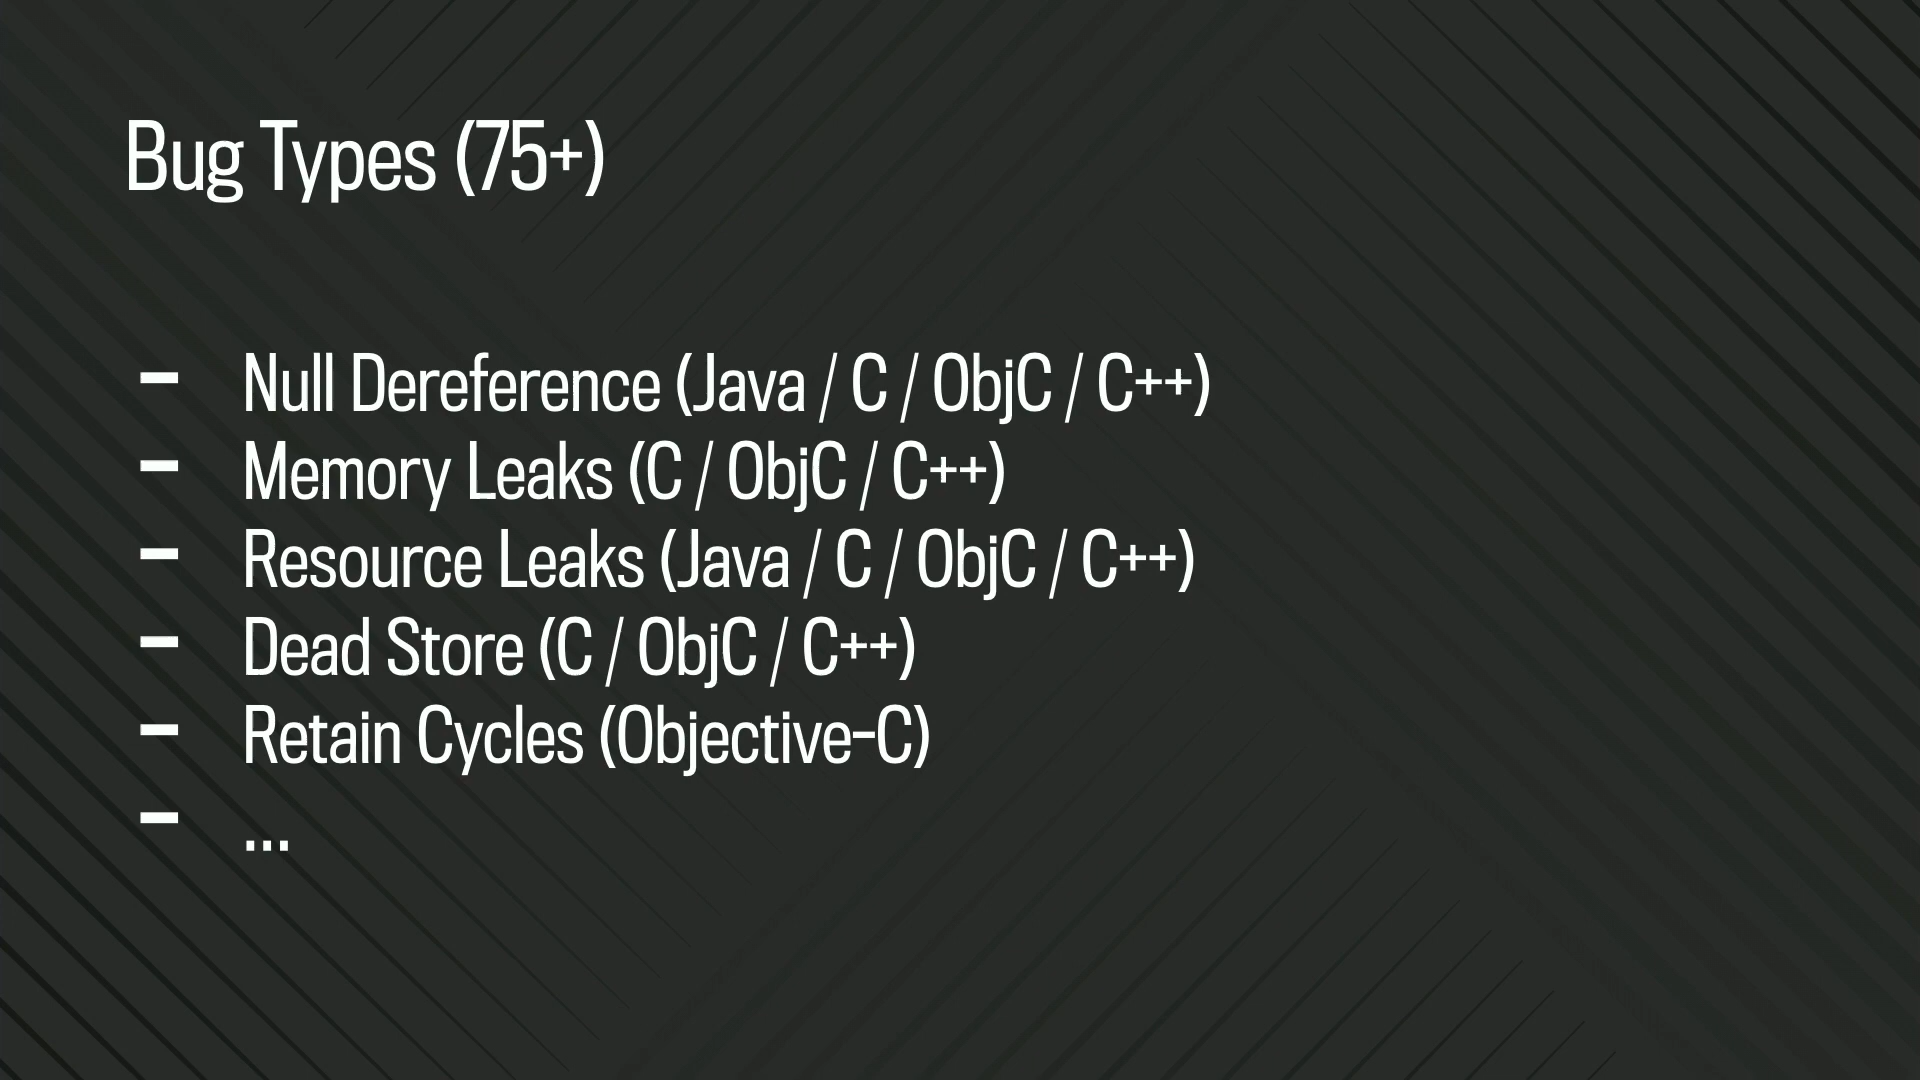 Bug Types (75+)
- Null Dereference (Java / C / ObjC / C++)
- Memory Leaks (C / ObjC / C++)
- Resource Leaks (Java / C / ObjC / C++)
- Dead Store (C / ObjC / C++)
- Retain Cycles (Objective-C)
- ...